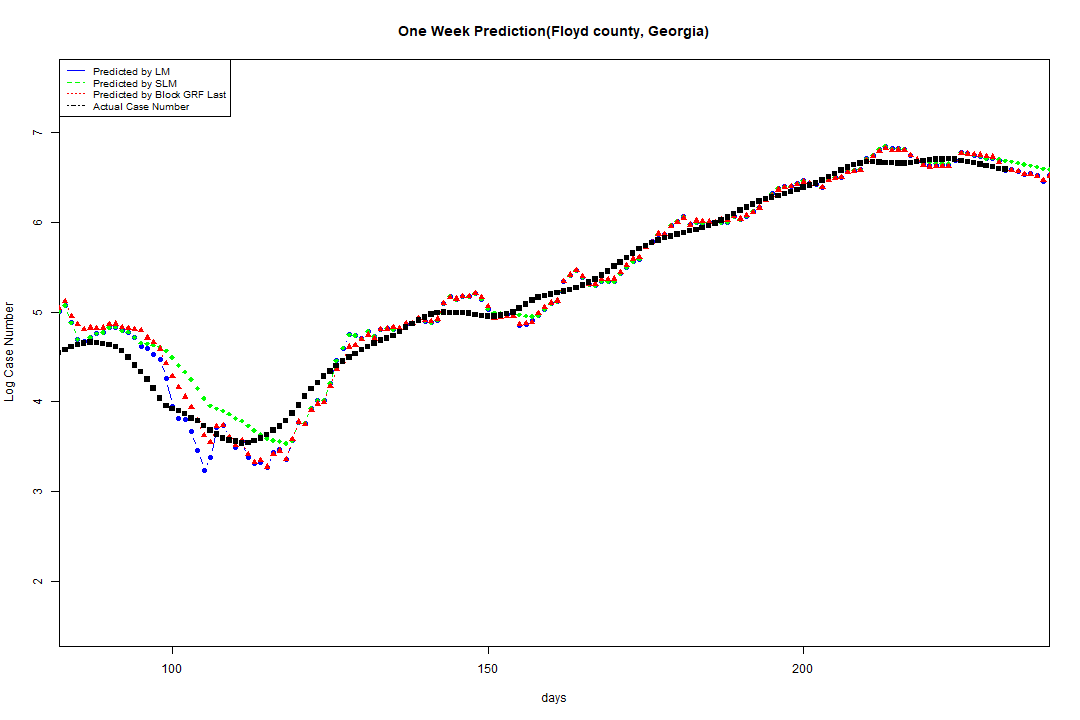 One Week Prediction(Floyd county, Georgia)
Predicted by LM
Predicted by SLM
Predicted by Block GRF Last
Actual Case Number
7
6
5
4
3
2
Log Case Number
100 150 200
days